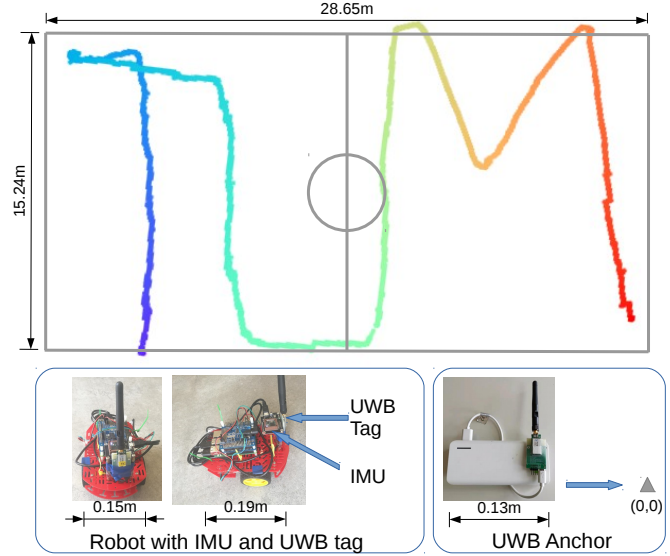 28.65m
15.24m
UWB
Tag
IMU
0.15m
0.19m
Robot with IMU and UWB tag
0.13m
(0,0)
UWB Anchor